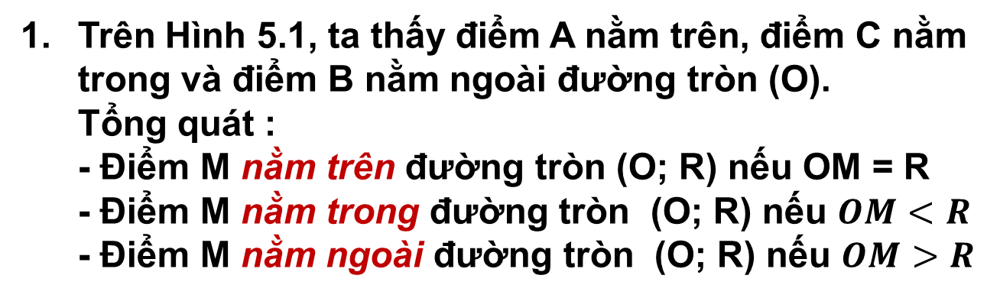 1. Trên Hình 5.1, ta thấy điểm A nằm trên, điểm C nằm
trong và điểm B nằm ngoài đường tròn (O).
Tổng quát :
- Điểm M nằm trên đường tròn (O; R) nếu OM = R
- Điểm M nằm trong đường tròn (O; R) nếu OM < R
- Điểm M nằm ngoài đường tròn (O; R) nếu OM > R